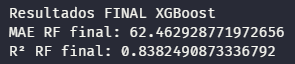 Resultados FINAL XGBoost
MAE RF final: 62.462928771972656
R² RF final: 0.8382490873336792